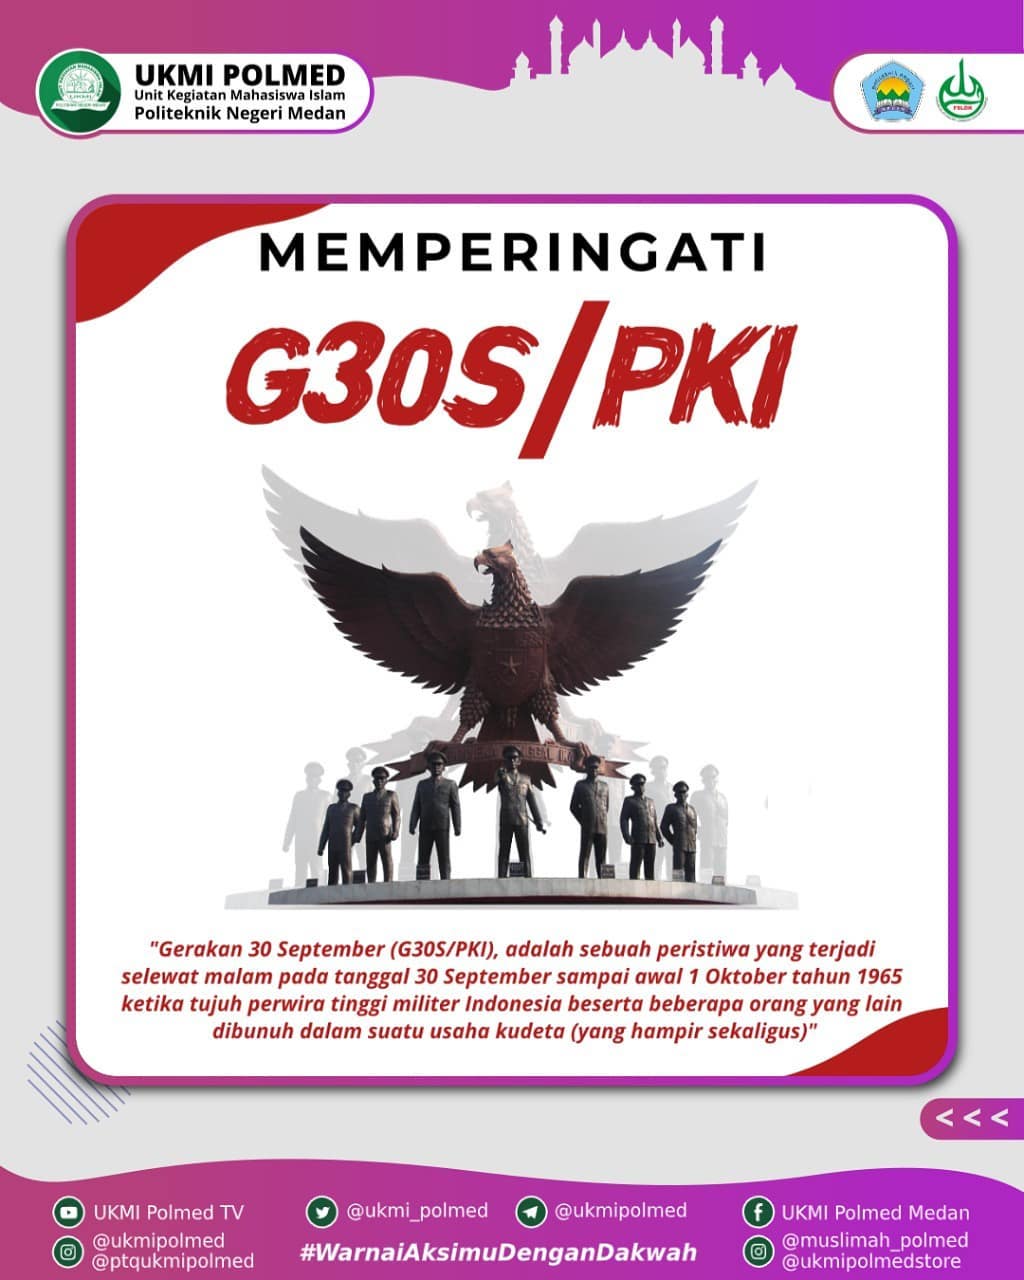 UKMI POLMED
Unit Kegiatan Mahasiswa Islam
Politeknik Negeri Medan
MEMPERINGATI
G30S/PKI
"Gerakan 30 September (G30S/PKI), adalah sebuah peristiwa yang terjadi
selewat malam pada tanggal 30 September sampai awal 1 Oktober tahun 1965
ketika tujuh perwira tinggi militer Indonesia beserta beberapa orang yang lain
dibunuh dalam suatu usaha kudeta (yang hampir sekaligus)"
< < <
UKMI Polmed TV
@ukmi_polmed
@ukmipolmed
UKMI Polmed Medan
@ukmipolmed
@ptqukmipolmed
#WarnaiAksimuDenganDakwah
@muslimah_polmed
@ukmipolmedstore